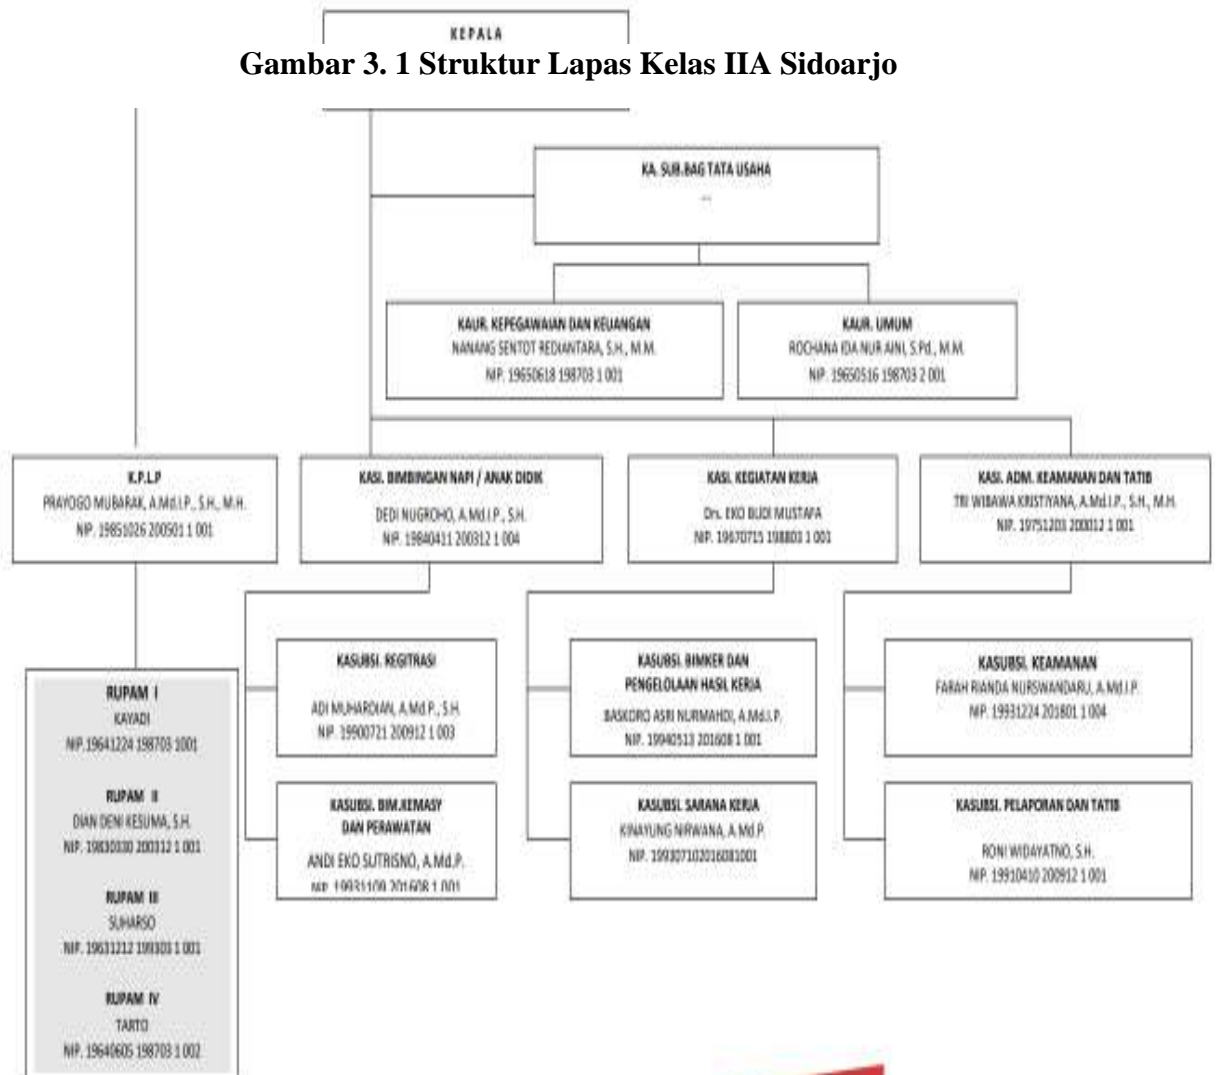 KEPALA
Gambar 3. 1 Struktur Lapas Kelas IIA Sidoarjo
KA. SUB.BAG TATA USAHA
...
KAUR. KEPEGAWAIAN DAN KEUANGAN
NANANG SENTOT REDIANTARA, S.H., M.M.
NIP. 19650618 198703 1 001
KAUR. UMUM
ROCHANA IDA NUR AINI, S.Pd., M.M.
NIP. 19650516 198703 2 001
K.P.L.P
PRAYOGO MUBARAK, A.Md.I.P., S.H., M.H.
NIP. 19851026 200501 1 001
KASI. BIMBINGAN NAPI / ANAK DIDIK
DEDI NUGROHO, A.Md.I.P., S.H.
NIP. 19840411 200312 1 004
KASI. KEGIATAN KERJA
Drs. EKO BUDI MUSTAFA
NIP. 19670715 198803 1 001
KASI. ADM. KEAMANAN DAN TATIB
TRI WIBAWA KRISTIYANA, A.Md.I.P., S.H., M.H.
NIP. 19751203 200012 1 001
RUPAM I
KAYADI
NIP.19641224 198703 1001
RUPAM II
DIAN DENI KESUMA, S.H.
NIP. 19830330 200312 1 001
RUPAM III
SUHARSO
NIP. 19631212 199303 1 001
RUPAM IV
TARTO
NIP. 19640605 198703 1 002
KASUBSI. REGITRASI
ADI MUHARDIAN, A.Md.P., S.H.
NIP. 19900721 200912 1 003
KASUBSI. BIM.KEMASY
DAN PERAWATAN
ANDI EKO SUTRISNO, A.Md.P.
NIP. 19931109 201608 1 001
KASUBSI. BIMKER DAN
PENGELOLAAN HASIL KERJA
BASKORO ASRI NURMAHDI, A.Md.I.P.
NIP. 19940513 201608 1 001
KASUBSI. SARANA KERJA
KINAYUNG NIRWANA, A.Md.P.
NIP. 199307102016081001
KASUBSI. KEAMANAN
FARAH RIANDA NURSWANDARU, A.Md.I.P.
NIP. 19931224 201801 1 004
KASUBSI. PELAPORAN DAN TATIB
RONI WIDAYATNO, S.H.
NIP. 19910410 200912 1 001